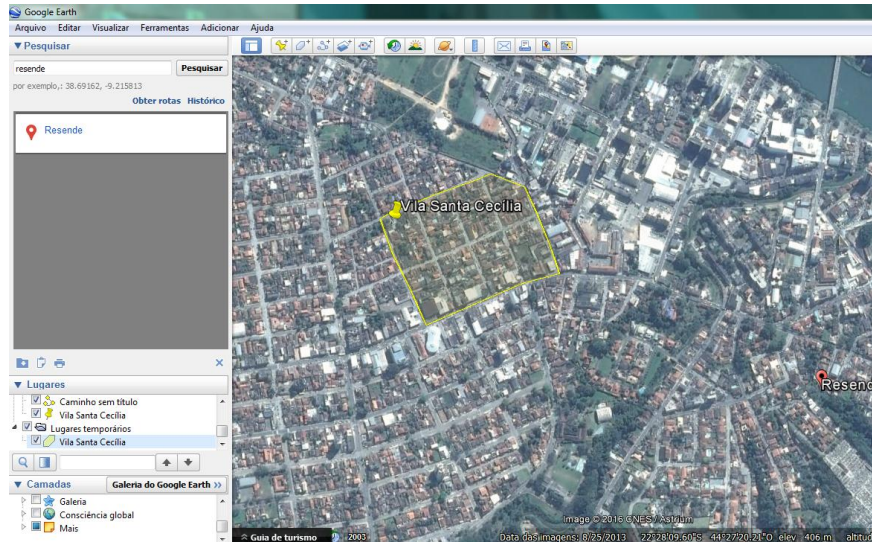 Google Earth
Arquivo Editar Visualizar Ferramentas Adicionar Ajuda
Pesquisar
resende
Pesquisar
por exemplo,: 38.69162, -9.215813
Obter rotas Histórico
Resende
Lugares
Caminho sem título
Vila Santa Cecília
Lugares temporários
Vila Santa Cecília
Camadas
Galeria do Google Earth >>
Galeria
Consciência global
Mais
Vila Santa Cecília
Resend
Image © 2016 CNES / Astrium
Guia de turismo
2003
Data das imagens: 8/25/2013 22°28'09.60"S 44°27'20.21"O elev 406 m altitud